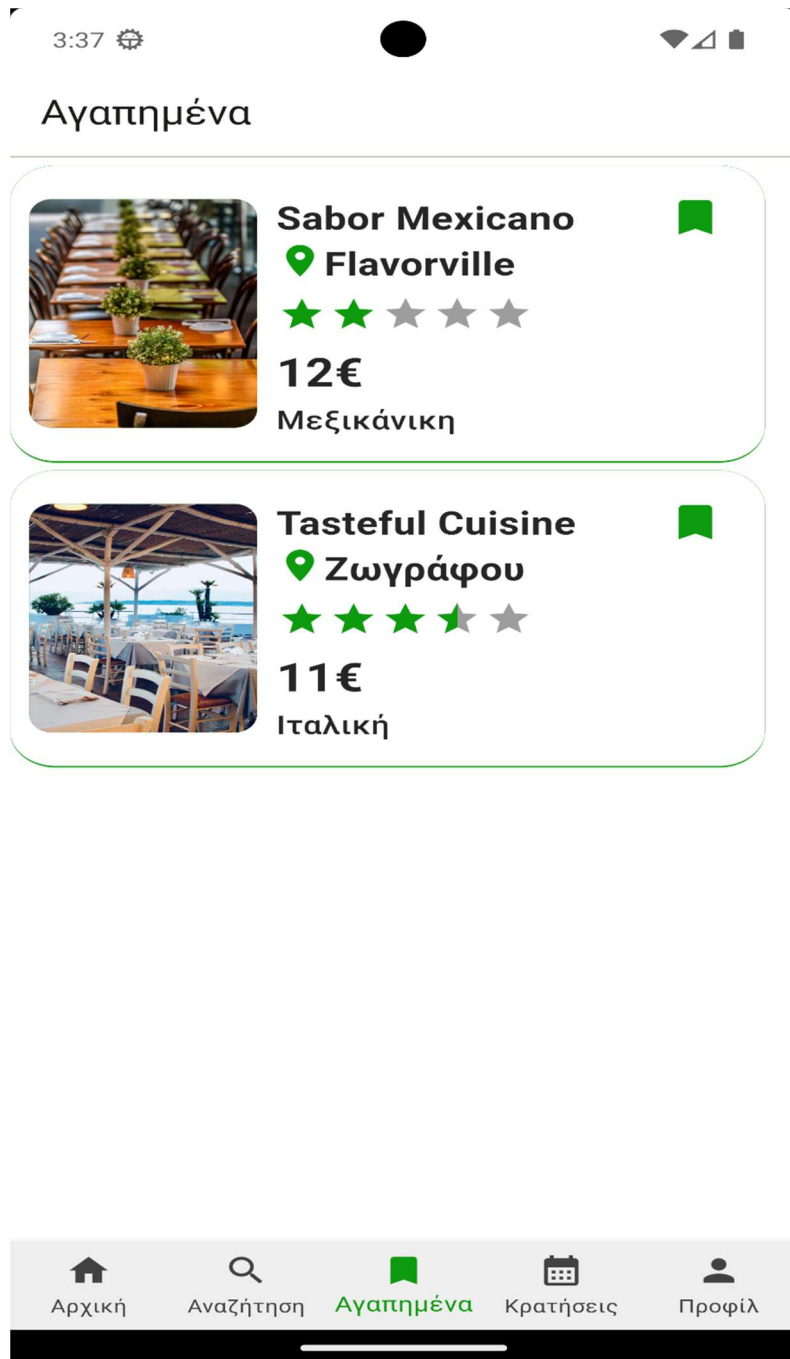 3:37
Αγαπημένα
Sabor Mexicano
Flavorville
12€
Μεξικάνικη
Tasteful Cuisine
Ζωγράφου
11€
Ιταλική
Αρχική Αναζήτηση Αγαπημένα Κρατήσεις Προφίλ